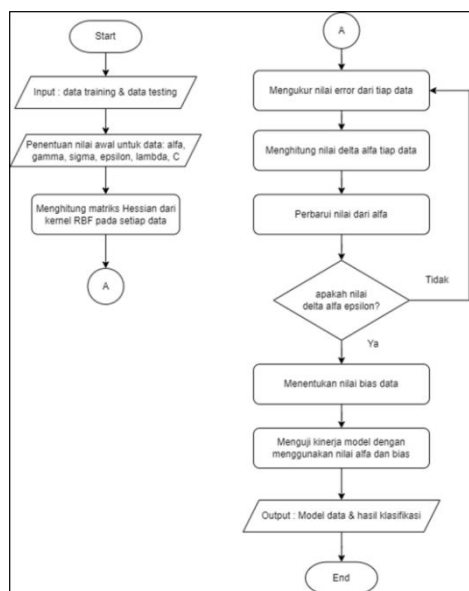 Start
Input : data training & data testing
Penentuan nilai awal untuk data: alfa,
gamma, sigma, epsilon, lambda, C
Menghitung matriks Hessian dari
kernel RBF pada setiap data
A
A
Mengukur nilai error dari tiap data
Menghitung nilai delta alfa tiap data
Perbarui nilai dari alfa
apakah nilai
delta alfa epsilon?
Tidak
Ya
Menentukan nilai bias data
Menguji kinerja model dengan
menggunakan nilai alfa dan bias
Output : Model data & hasil klasifikasi
End